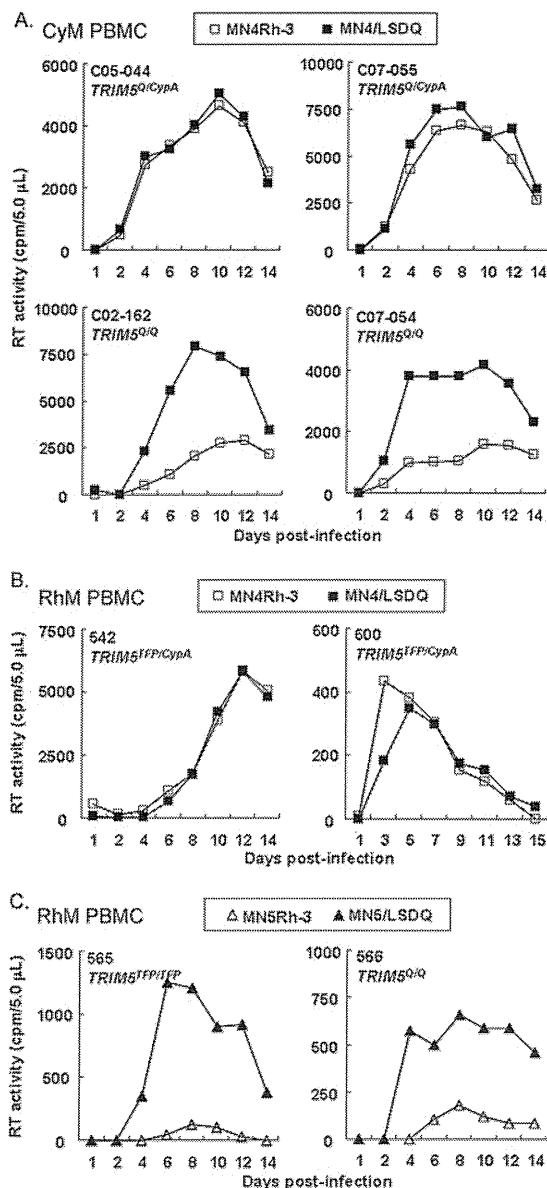 A. CyM PBMC
MN4Rh-3 MN4/LSDQ
C05-044
TRIM5Q/CypA
6000
4000
2000
0
1 2 4 6 8 10 12 14
C07-055
TRIM5Q/CypA
10000
7500
5000
2500
0
1 2 4 6 8 10 12 14
RT activity (cpm/5.0 µL)
C02-162
TRIM5Q/Q
10000
7500
5000
2500
0
1 2 4 6 8 10 12 14
C07-054
TRIM5Q/Q
6000
4000
2000
0
1 2 4 6 8 10 12 14
Days post-infection
B. RhM PBMC
MN4Rh-3 MN4/LSDQ
RT activity (cpm/5.0 µL)
542
TRIM5TFP/CypA
7500
5000
2500
0
1 2 4 6 8 10 12 14
600
TRIM5TFP/CypA
600
400
200
0
1 3 5 7 9 11 13 15
Days post-infection
C. RhM PBMC
MN5Rh-3 MN5/LSDQ
RT activity (cpm/5.0 µL)
565
TRIM5TFP/TFP
1500
1000
500
0
1 2 4 6 8 10 12 14
566
TRIM5Q/Q
1000
750
500
250
0
1 2 4 6 8 10 12 14
Days post-infection